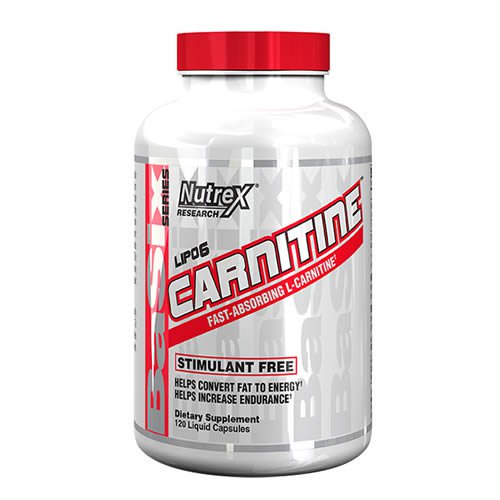 BaSIX
SERIES
Nutrex®
RESEARCH
LIPO6
CARNITINE™
FAST-ABSORBING L-CARNITINE†
STIMULANT FREE
HELPS CONVERT FAT TO ENERGY†
HELPS INCREASE ENDURANCE†
Dietary Supplement
120 Liquid Capsules